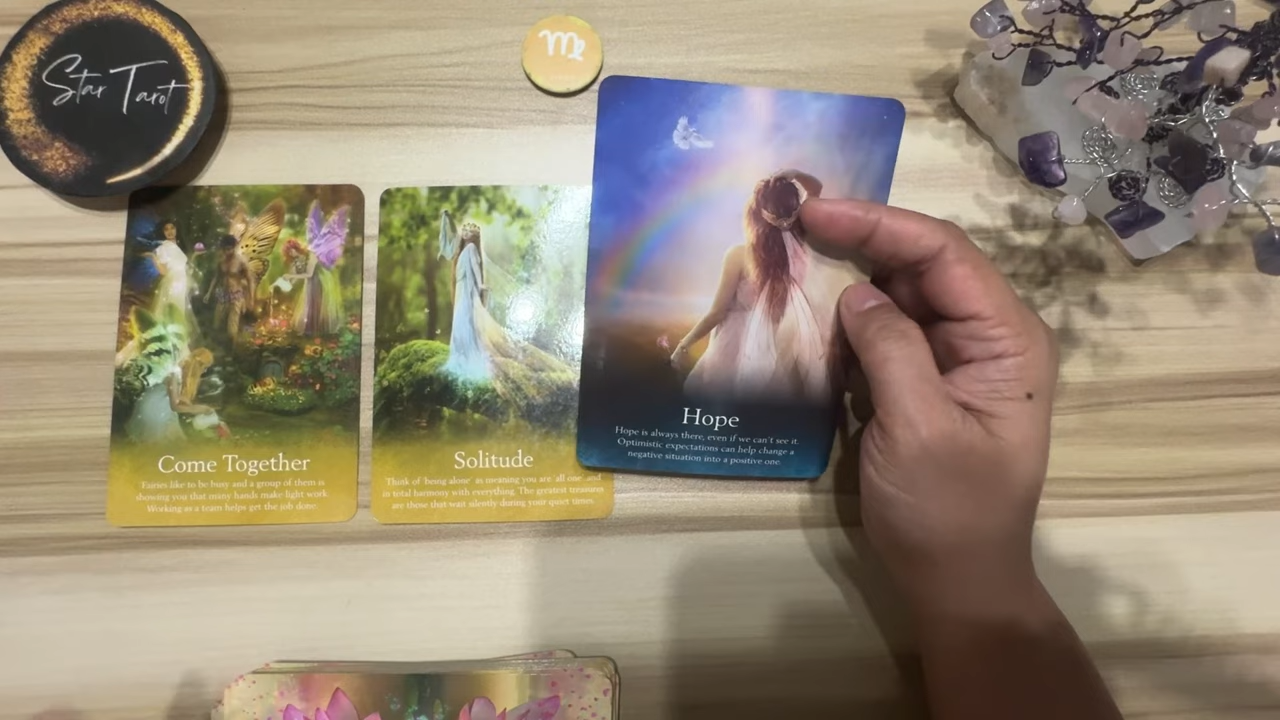 Star Tarot
Come Together
Fairies like to be busy and a group of them is
showing you that many hands make light work.
Working as a team helps get the job done.
Solitude
Think of 'being alone' as meaning you are 'all one' and
in total harmony with everything. The greatest treasures
are those that wait silently during your quiet times.
Hope
Hope is always there, even if we can't see it.
Optimistic expectations can help change a
negative situation into a positive one.